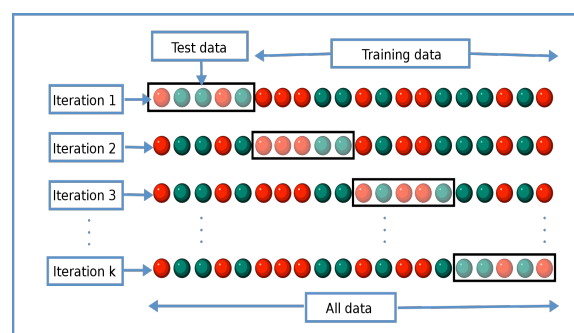 Test data
Training data
Iteration 1
Iteration 2
Iteration 3
Iteration k
All data